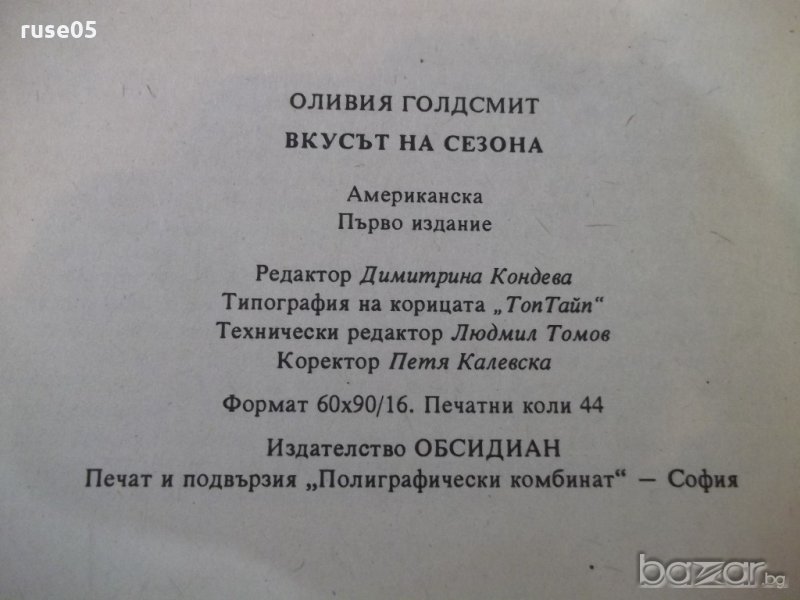 ruse05
ОЛИВИЯ ГОЛДСМИТ
ВКУСЪТ НА СЕЗОНА
Американска
Първо издание
Редактор Димитрина Кондева
Типография на корицата „ТопТайп“
Технически редактор Людмил Томов
Коректор Петя Калевска
Формат 60х90/16. Печатни коли 44
Издателство ОБСИДИАН
Печат и подвързия „Полиграфически комбинат“ — София
bazar.bg